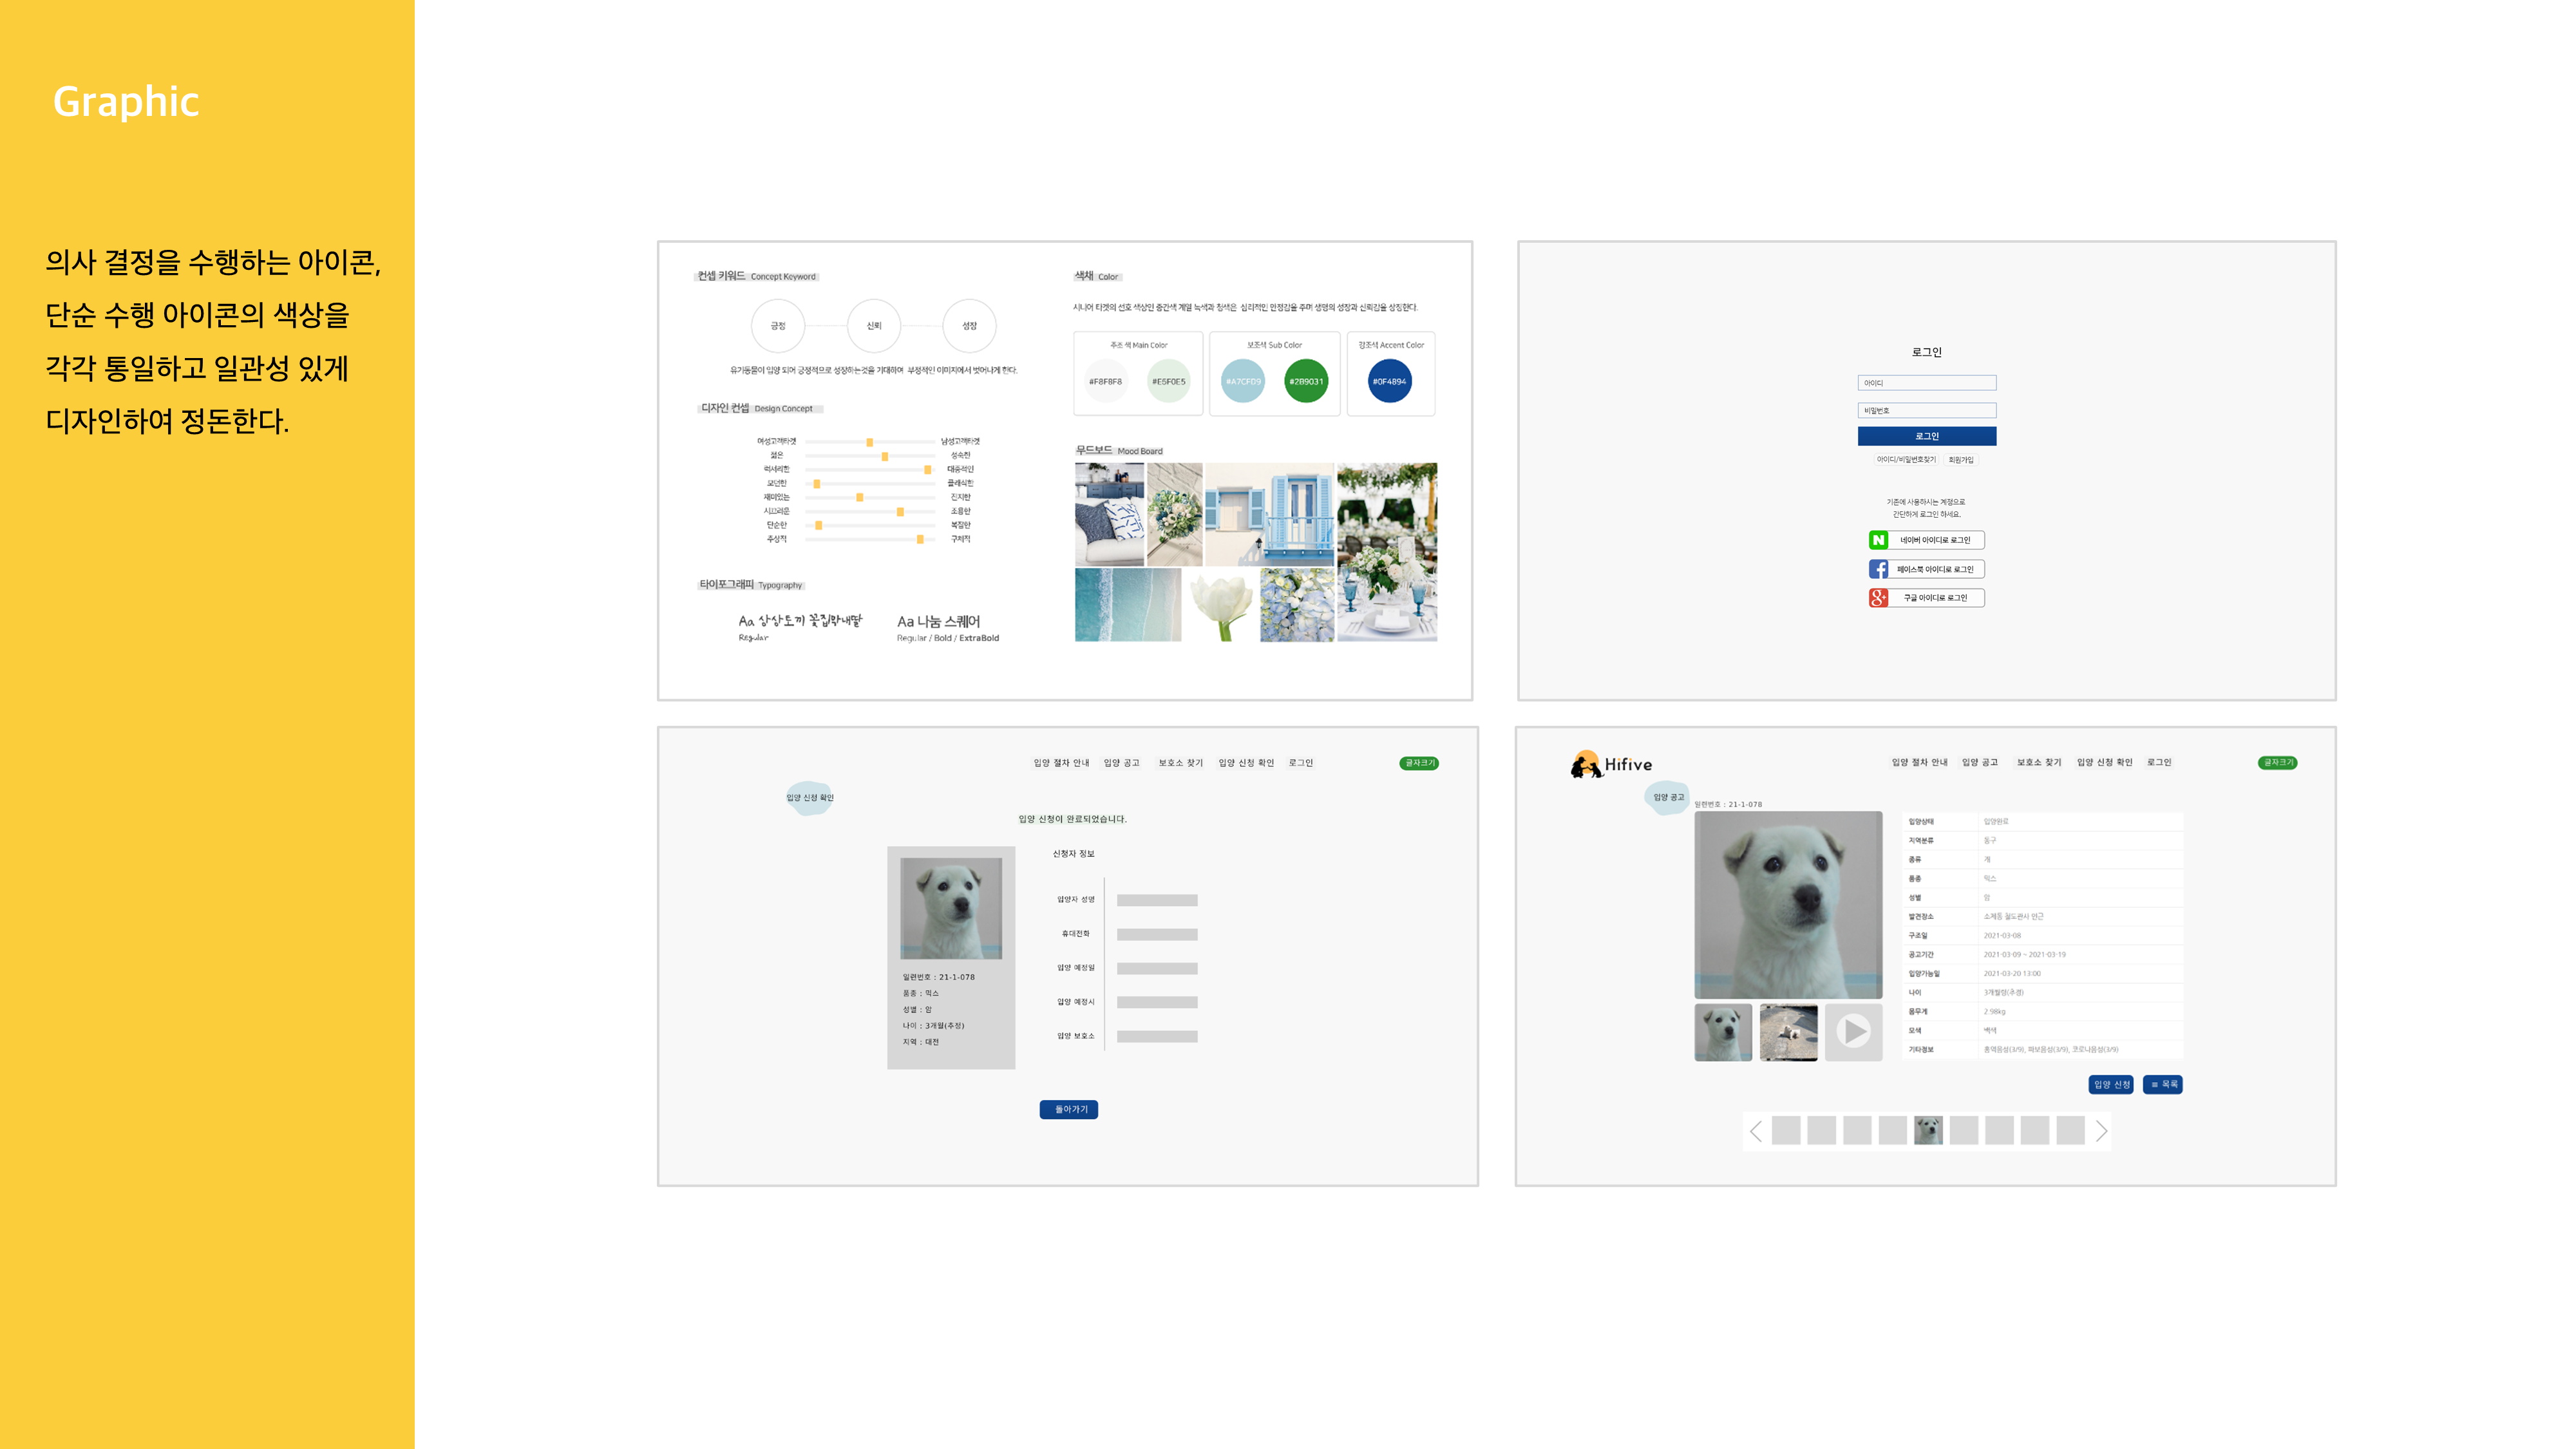 Graphic
의사 결정을 수행하는 아이콘,
단순 수행 아이콘의 색상을
각각 통일하고 일관성 있게
디자인하여 정돈한다.
컨셉 키워드 Concept Keyword
긍정
신뢰
성장
유기동물이 입양 되어 긍정적으로 성장하는것을 기대하여 부정적인 이미지에서 벗어나게 한다.
디자인 컨셉 Design Concept
여성고객타겟 남성고객타겟
젊은 성숙한
럭셔리한 대중적인
모던한 클래식한
재미있는 진지한
시끄러운 조용한
단순한 복잡한
추상적 구체적
타이포그래피 Typography
Aa 상상토끼 꽃집막내딸
Regular
Aa 나눔 스퀘어
Regular / Bold / ExtraBold
색채 Color
시니어 타겟의 선호 색상인 중간색 계열 녹색과 청색은 심리적인 안정감을 주며 생명의 성장과 신뢰감을 상징한다.
주조 색 Main Color
#F8FBF8
#E5F0E5
보조색 Sub Color
#A7CFD9
#2B9031
강조색 Accent Color
#0F4894
무드보드 Mood Board
로그인
아이디
비밀번호
로그인
아이디/비밀번호찾기 회원가입
기존에 사용하시는 계정으로
간단하게 로그인 하세요.
N 네이버 아이디로 로그인
f 페이스북 아이디로 로그인
g+ 구글 아이디로 로그인
입양 절차 안내 입양 공고 보호소 찾기 입양 신청 확인 로그인 글자크기
입양 신청 확인
입양 신청이 완료되었습니다.
일련번호 : 21-1-078
품종 : 믹스
성별 : 암
나이 : 3개월(추정)
지역 : 대전
신청자 정보
입양자 성명
휴대전화
입양 예정일
입양 예정시
입양 보호소
돌아가기
Hifive
입양 절차 안내 입양 공고 보호소 찾기 입양 신청 확인 로그인 글자크기
입양 공고
일련번호 : 21-1-078
입양상태 입양완료
지역분류 동구
종류 개
품종 믹스
성별 암
발견장소 소제동 철도관사 인근
구조일 2021-03-08
공고기간 2021-03-09 ~ 2021-03-19
입양가능일 2021-03-20 13:00
나이 3개월령(추정)
몸무게 2.98kg
모색 백색
기타정보 홍역음성(3/9), 파보음성(3/9), 코로나음성(3/9)
입양 신청
≡ 목록